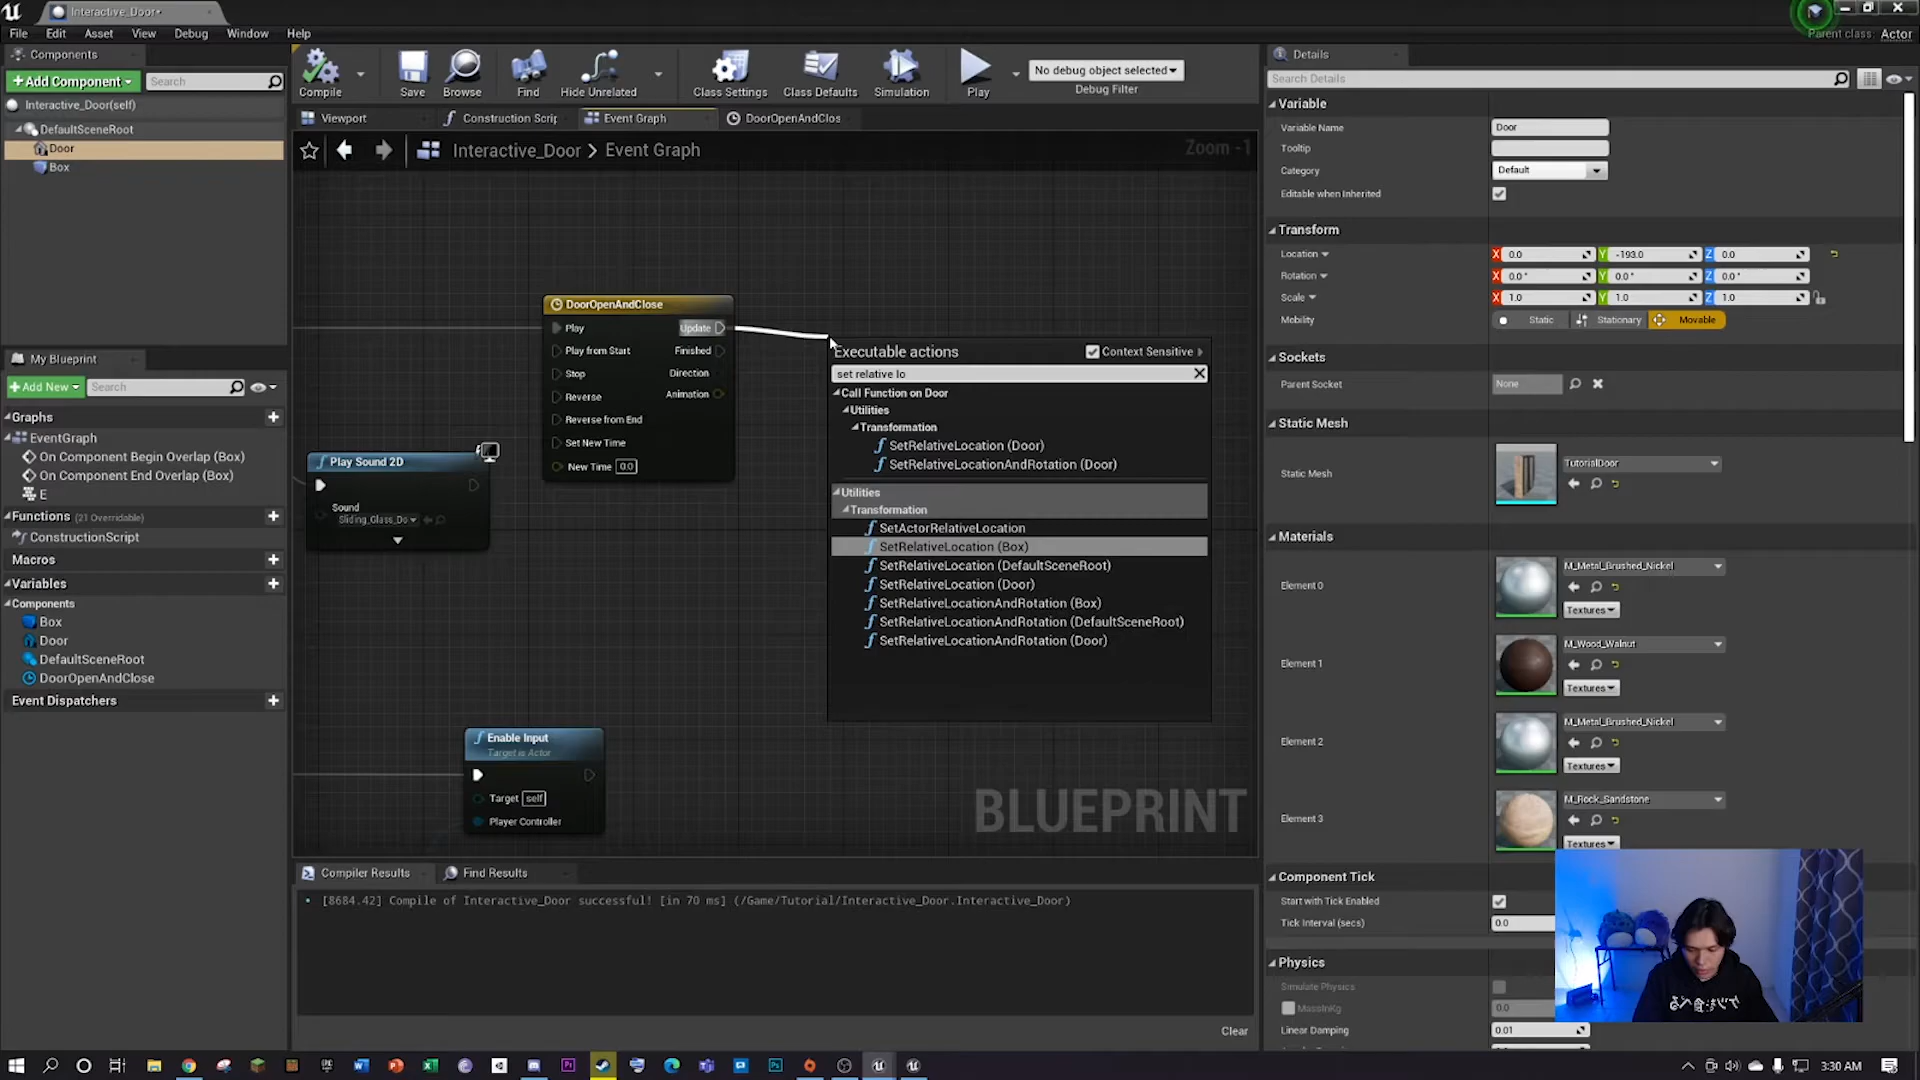 Interactive_Door•
File Edit Asset View Debug Window Help
Parent class: Actor
Components
+Add Component Search
Interactive_Door(self)
DefaultSceneRoot
Door
Box
Compile Save Browse Find Hide Unrelated Class Settings Class Defaults Simulation Play
No debug object selected
Debug Filter
Viewport Construction Scrip Event Graph DoorOpenAndClos
Interactive_Door > Event Graph Zoom -1
DoorOpenAndClose
Play Update
Play from Start Finished
Stop Direction
Reverse Animation
Reverse from End
Set New Time
New Time 0.0
Play Sound 2D
Sound
Sliding_Glass_Do
Enable Input
Target is Actor
Target self
Player Controller
Executable actions Context Sensitive
set relative lo
Call Function on Door
Utilities
Transformation
SetRelativeLocation (Door)
SetRelativeLocationAndRotation (Door)
Utilities
Transformation
SetActorRelativeLocation
SetRelativeLocation (Box)
SetRelativeLocation (DefaultSceneRoot)
SetRelativeLocation (Door)
SetRelativeLocationAndRotation (Box)
SetRelativeLocationAndRotation (DefaultSceneRoot)
SetRelativeLocationAndRotation (Door)
BLUEPRINT
My Blueprint
+Add New Search
Graphs
EventGraph
On Component Begin Overlap (Box)
On Component End Overlap (Box)
E
Functions (21 Overridable)
ConstructionScript
Macros
Variables
Components
Box
Door
DefaultSceneRoot
DoorOpenAndClose
Event Dispatchers
Compiler Results Find Results
[8684.42] Compile of Interactive_Door successful! [in 70 ms] (/Game/Tutorial/Interactive_Door.Interactive_Door)
Clear
Details
Search Details
Variable
Variable Name Door
Tooltip
Category Default
Editable when Inherited
Transform
Location X 0.0 Y -193.0 Z 0.0
Rotation X 0.0° Y 0.0° Z 0.0°
Scale X 1.0 Y 1.0 Z 1.0
Mobility Static Stationary Movable
Sockets
Parent Socket None
Static Mesh
Static Mesh TutorialDoor
Materials
Element 0 M_Metal_Brushed_Nickel
Textures
Element 1 M_Wood_Walnut
Textures
Element 2 M_Metal_Brushed_Nickel
Textures
Element 3 M_Rock_Sandstone
Textures
Component Tick
Start with Tick Enabled
Tick Interval (secs) 0.0
Physics
Simulate Physics
MassInKg 0.0
Linear Damping 0.01
3:30 AM